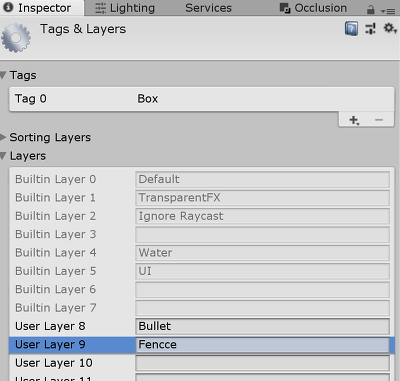 Inspector Lighting Services Occlusion
Tags & Layers
Tags
Tag 0 Box
Sorting Layers
Layers
Builtin Layer 0 Default
Builtin Layer 1 TransparentFX
Builtin Layer 2 Ignore Raycast
Builtin Layer 3
Builtin Layer 4 Water
Builtin Layer 5 UI
Builtin Layer 6
Builtin Layer 7
User Layer 8 Bullet
User Layer 9 Fencce
User Layer 10
User Layer 11